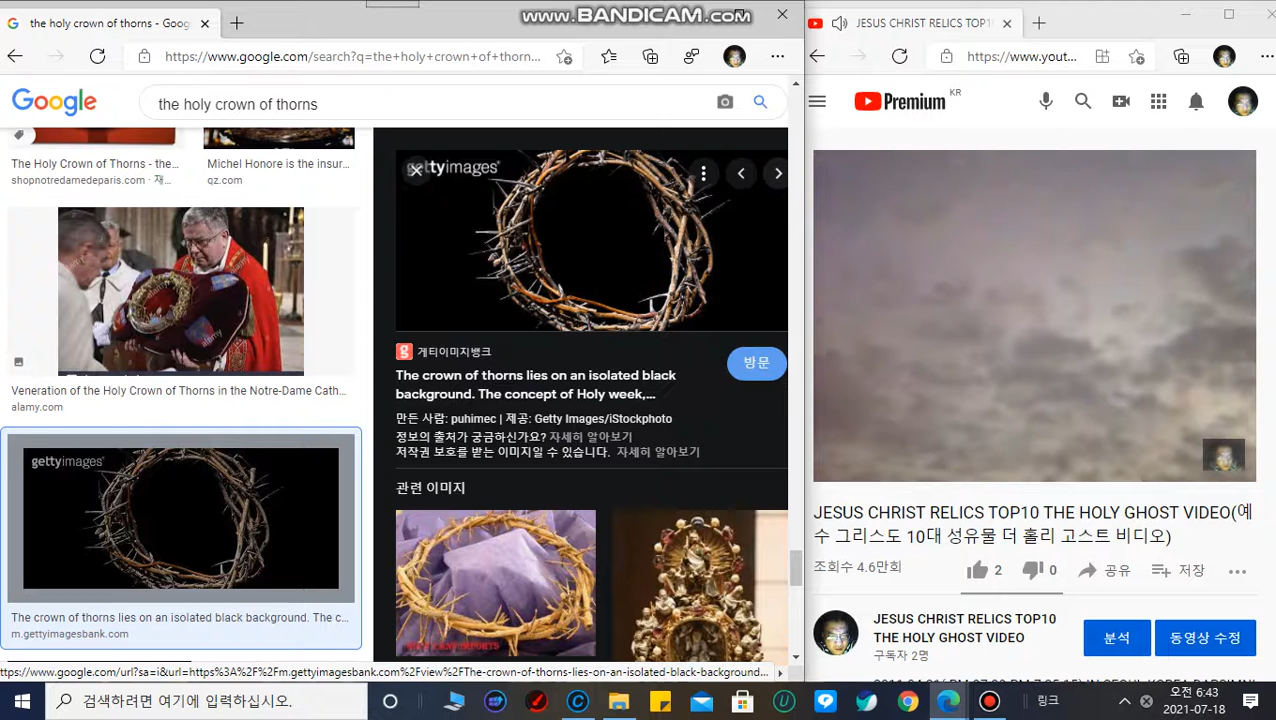 the holy crown of thorns - Goog
www.BANDICAM.com
https://www.google.com/search?q=the+holy+crown+of+thorn...
Google
the holy crown of thorns
The Holy Crown of Thorns - the...
shopnotredamedeparis.com · 재...
Michel Honore is the insur...
qz.com
alamy
Veneration of the Holy Crown of Thorns in the Notre-Dame Cath...
alamy.com
gettyimages®
The crown of thorns lies on an isolated black background. The c...
m.gettyimagesbank.com
gettyimages®
게티이미지뱅크
The crown of thorns lies on an isolated black
background. The concept of Holy week,...
방문
만든 사람: puhimec | 제공: Getty Images/iStockphoto
정보의 출처가 궁금하신가요? 자세히 알아보기
저작권 보호를 받는 이미지일 수 있습니다. 자세히 알아보기
관련 이미지
https://www.google.com/url?sa=i&url=https%3A%2F%2Fm.gettyimagesbank.com%2Fview%2FThe-crown-of-thorns-lies-on-an-isolated-black-background...
JESUS CHRIST RELICS TOP1
https://www.yout...
Premium KR
JESUS CHRIST RELICS TOP10 THE HOLY GHOST VIDEO(예
수 그리스도 10대 성유물 더 홀리 고스트 비디오)
조회수 4.6만회
2
0
공유
저장
JESUS CHRIST RELICS TOP10
THE HOLY GHOST VIDEO
구독자 2명
분석
동영상 수정
검색하려면 여기에 입력하십시오.
링크
오전 6:43
2021-07-18